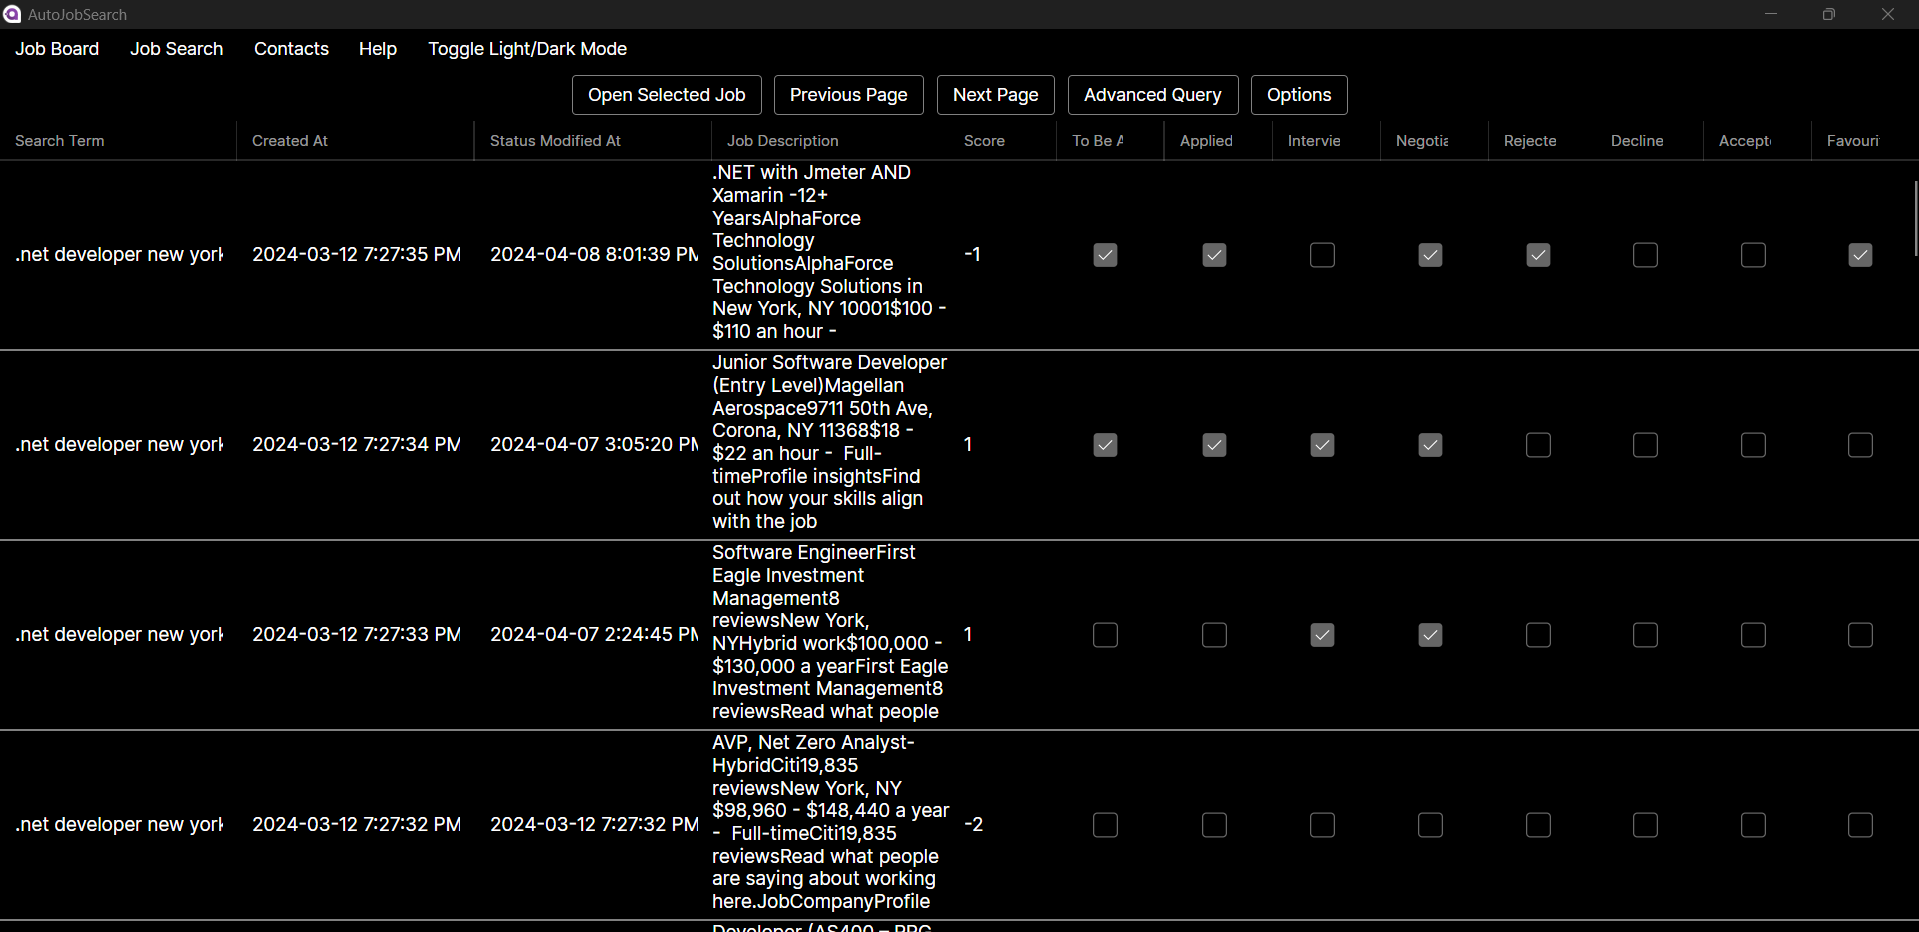 AutoJobSearch
Job Board Job Search Contacts Help Toggle Light/Dark Mode
Open Selected Job Previous Page Next Page Advanced Query Options
Search Term Created At Status Modified At Job Description Score To Be A Applied Intervie Negotia Rejecte Decline Accept Favouri
.net developer new york 2024-03-12 7:27:35 PM 2024-04-08 8:01:39 PM
.NET with Jmeter AND
Xamarin -12+
YearsAlphaForce
Technology
SolutionsAlphaForce
Technology Solutions in
New York, NY 10001$100 -
$110 an hour -
-1
.net developer new york 2024-03-12 7:27:34 PM 2024-04-07 3:05:20 PM
Junior Software Developer
(Entry Level)Magellan
Aerospace9711 50th Ave,
Corona, NY 11368$18 -
$22 an hour - Full-
timeProfile insightsFind
out how your skills align
with the job
1
.net developer new york 2024-03-12 7:27:33 PM 2024-04-07 2:24:45 PM
Software EngineerFirst
Eagle Investment
Management8
reviewsNew York,
NYHybrid work$100,000 -
$130,000 a yearFirst Eagle
Investment Management8
reviewsRead what people
1
.net developer new york 2024-03-12 7:27:32 PM 2024-03-12 7:27:32 PM
AVP, Net Zero Analyst-
HybridCiti19,835
reviewsNew York, NY
$98,960 - $148,440 a year
- Full-timeCiti19,835
reviewsRead what people
are saying about working
here.JobCompanyProfile
-2
Developer (AS400 – RPG